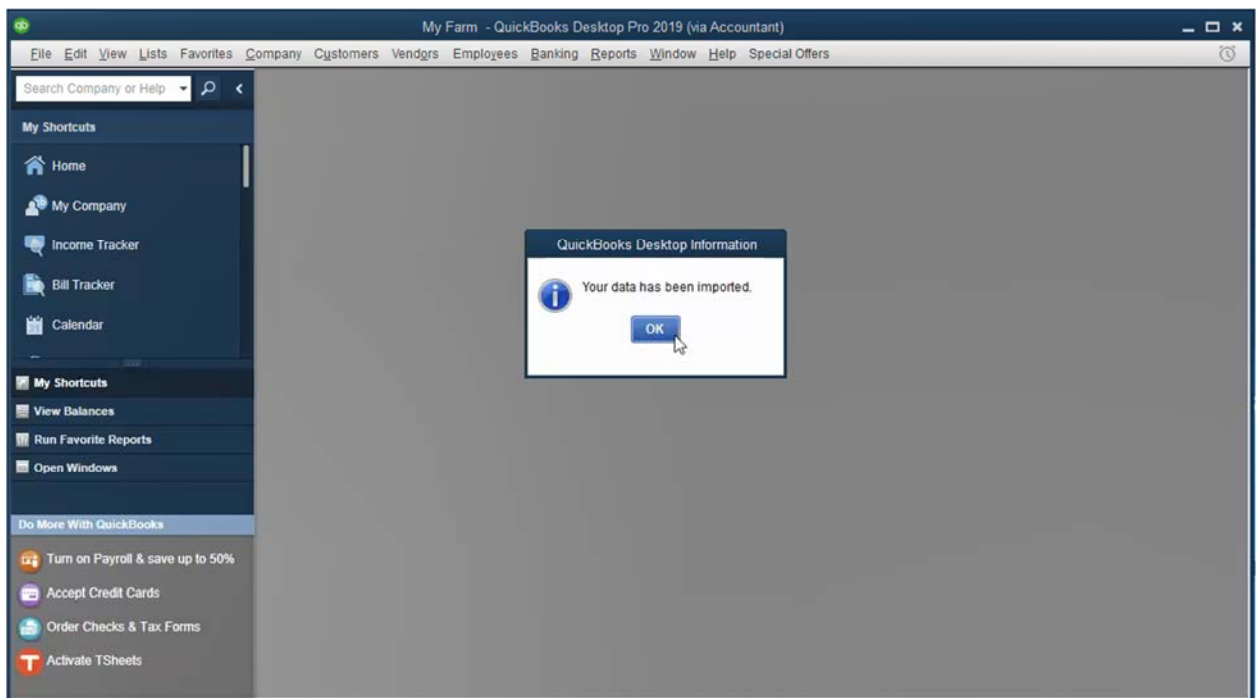 qb
My Farm - QuickBooks Desktop Pro 2019 (via Accountant)
File Edit View Lists Favorites Company Customers Vendors Employees Banking Reports Window Help Special Offers
Search Company or Help
My Shortcuts
Home
My Company
Income Tracker
Bill Tracker
Calendar
My Shortcuts
View Balances
Run Favorite Reports
Open Windows
Do More With QuickBooks
Turn on Payroll & save up to 50%
Accept Credit Cards
Order Checks & Tax Forms
T Activate TSheets
QuickBooks Desktop Information
Your data has been imported.
OK